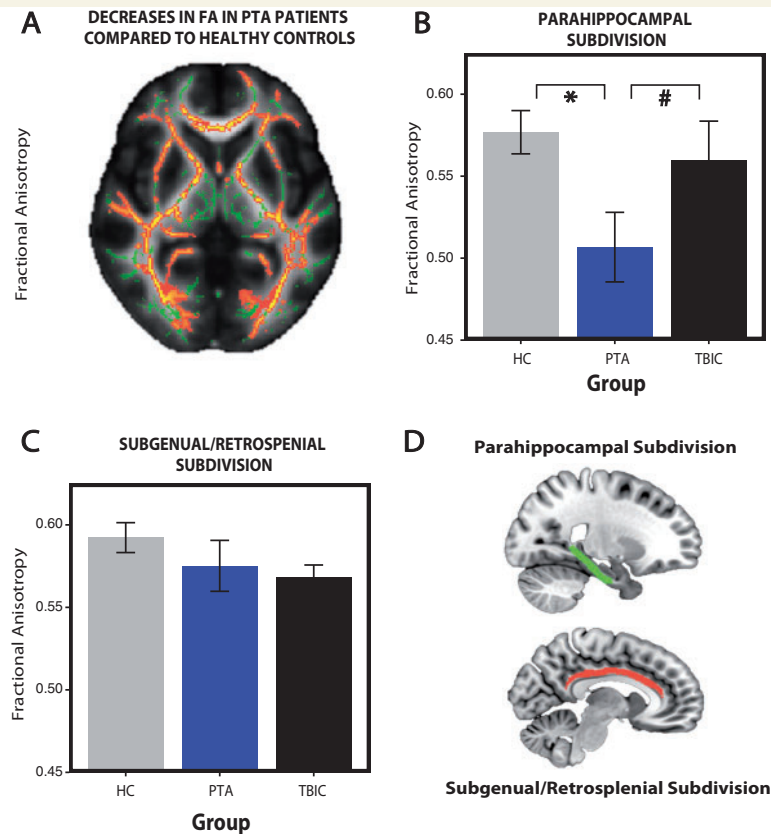 A
DECREASES IN FA IN PTA PATIENTS
COMPARED TO HEALTHY CONTROLS
Fractional Anisotropy
B
PARAHIPPOCAMPAL
SUBDIVISION
Fractional Anisotropy
0.60
0.55
0.50
0.45
* #
HC PTA TBIC
Group
C
SUBGENUAL/RETROSPENIAL
SUBDIVISION
Fractional Anisotropy
0.60
0.55
0.50
0.45
HC PTA TBIC
Group
D
Parahippocampal Subdivision
Subgenual/Retrosplenial Subdivision